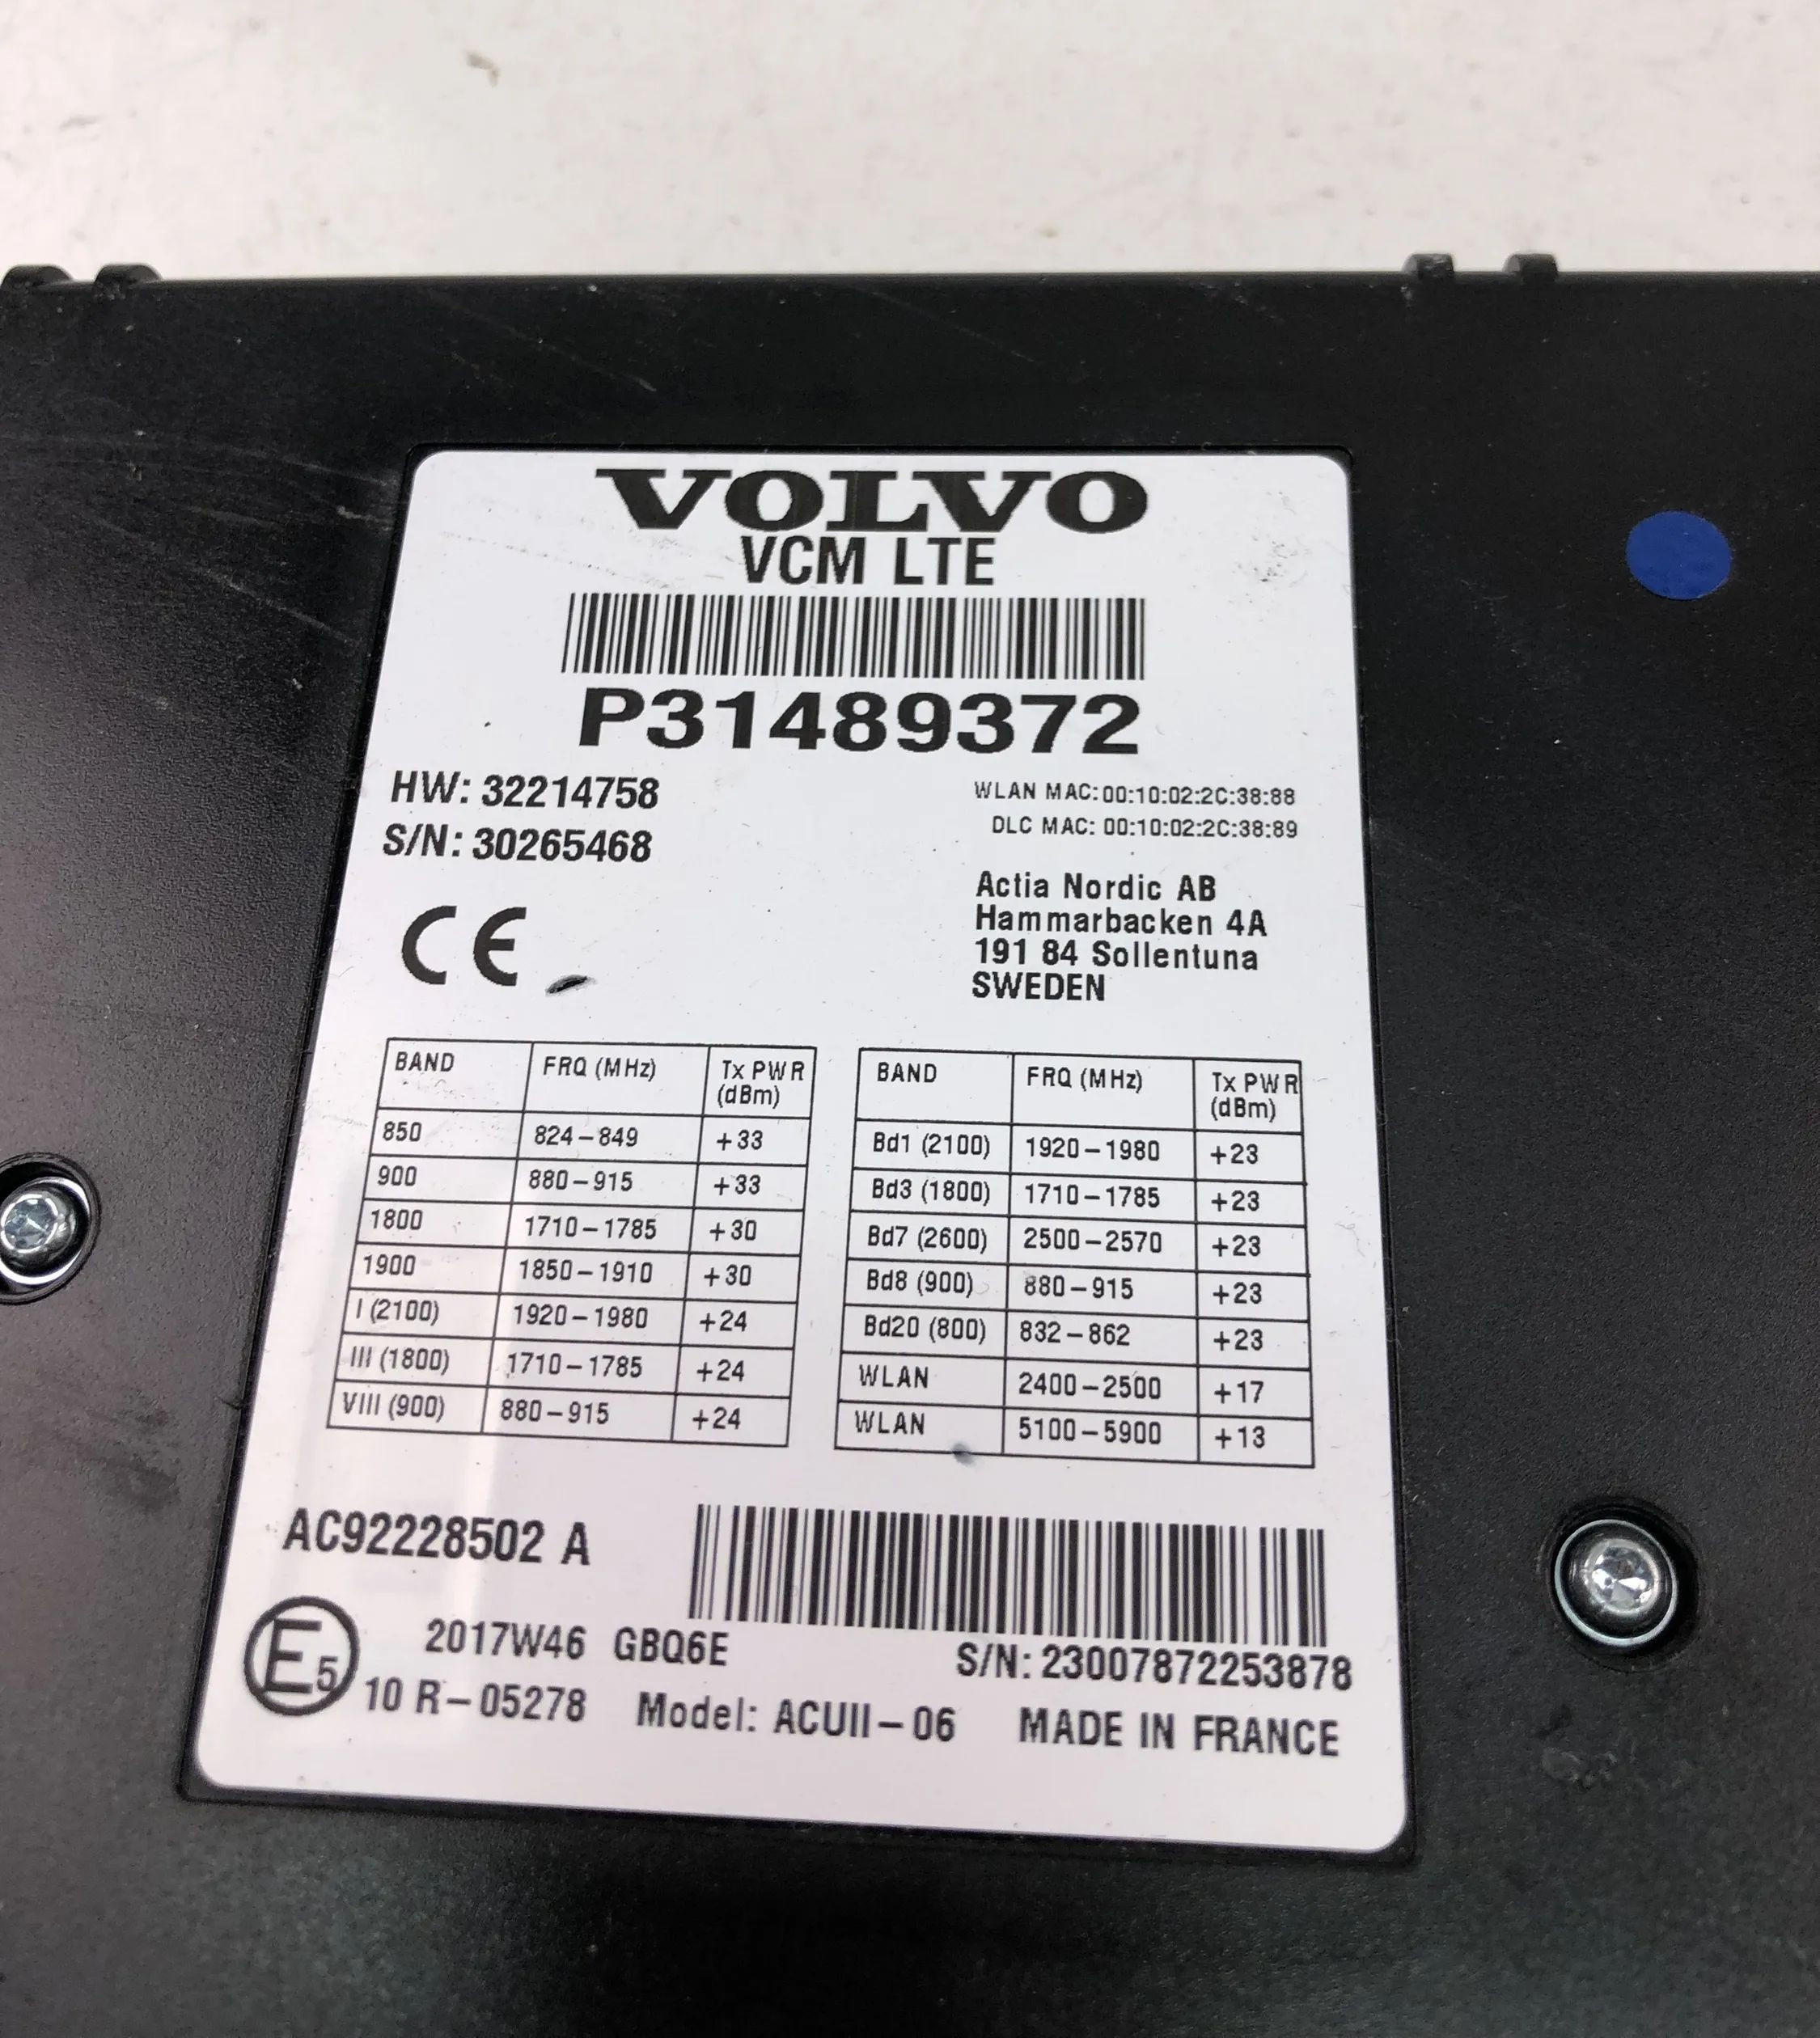 VOLVO
VCM LTE
P31489372
HW: 32214758
S/N: 30265468
WLAN MAC: 00:10:02:2C:38:88
DLC MAC: 00:10:02:2C:38:89
CE
Actia Nordic AB
Hammarbacken 4A
191 84 Sollentuna
SWEDEN
BAND FRQ (MHz) Tx PWR (dBm)
850 824-849 +33
900 880-915 +33
1800 1710-1785 +30
1900 1850-1910 +30
I (2100) 1920-1980 +24
III (1800) 1710-1785 +24
VIII (900) 880-915 +24
BAND FRQ (MHz) Tx PWR (dBm)
Bd1 (2100) 1920-1980 +23
Bd3 (1800) 1710-1785 +23
Bd7 (2600) 2500-2570 +23
Bd8 (900) 880-915 +23
Bd20 (800) 832-862 +23
WLAN 2400-2500 +17
WLAN 5100-5900 +13
AC92228502 A
E5
2017W46 GBQ6E
S/N: 23007872253878
10 R-05278 Model: ACUII-06 MADE IN FRANCE